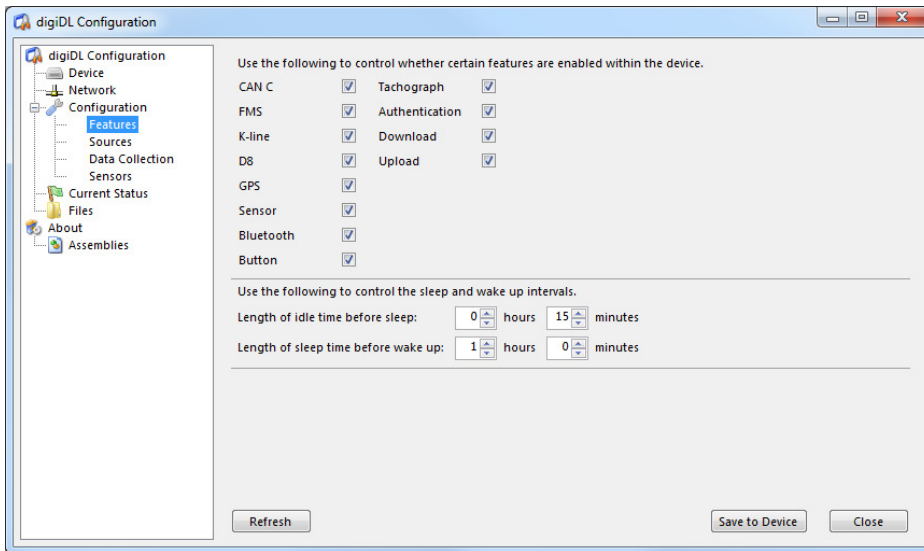 digiDL Configuration
digiDL Configuration
Device
Network
Configuration
Features
Sources
Data Collection
Sensors
Current Status
Files
About
Assemblies
Use the following to control whether certain features are enabled within the device.
CAN C Tachograph
FMS Authentication
K-line Download
D8 Upload
GPS
Sensor
Bluetooth
Button
Use the following to control the sleep and wake up intervals.
Length of idle time before sleep: 0 hours 15 minutes
Length of sleep time before wake up: 1 hours 0 minutes
Refresh Save to Device Close